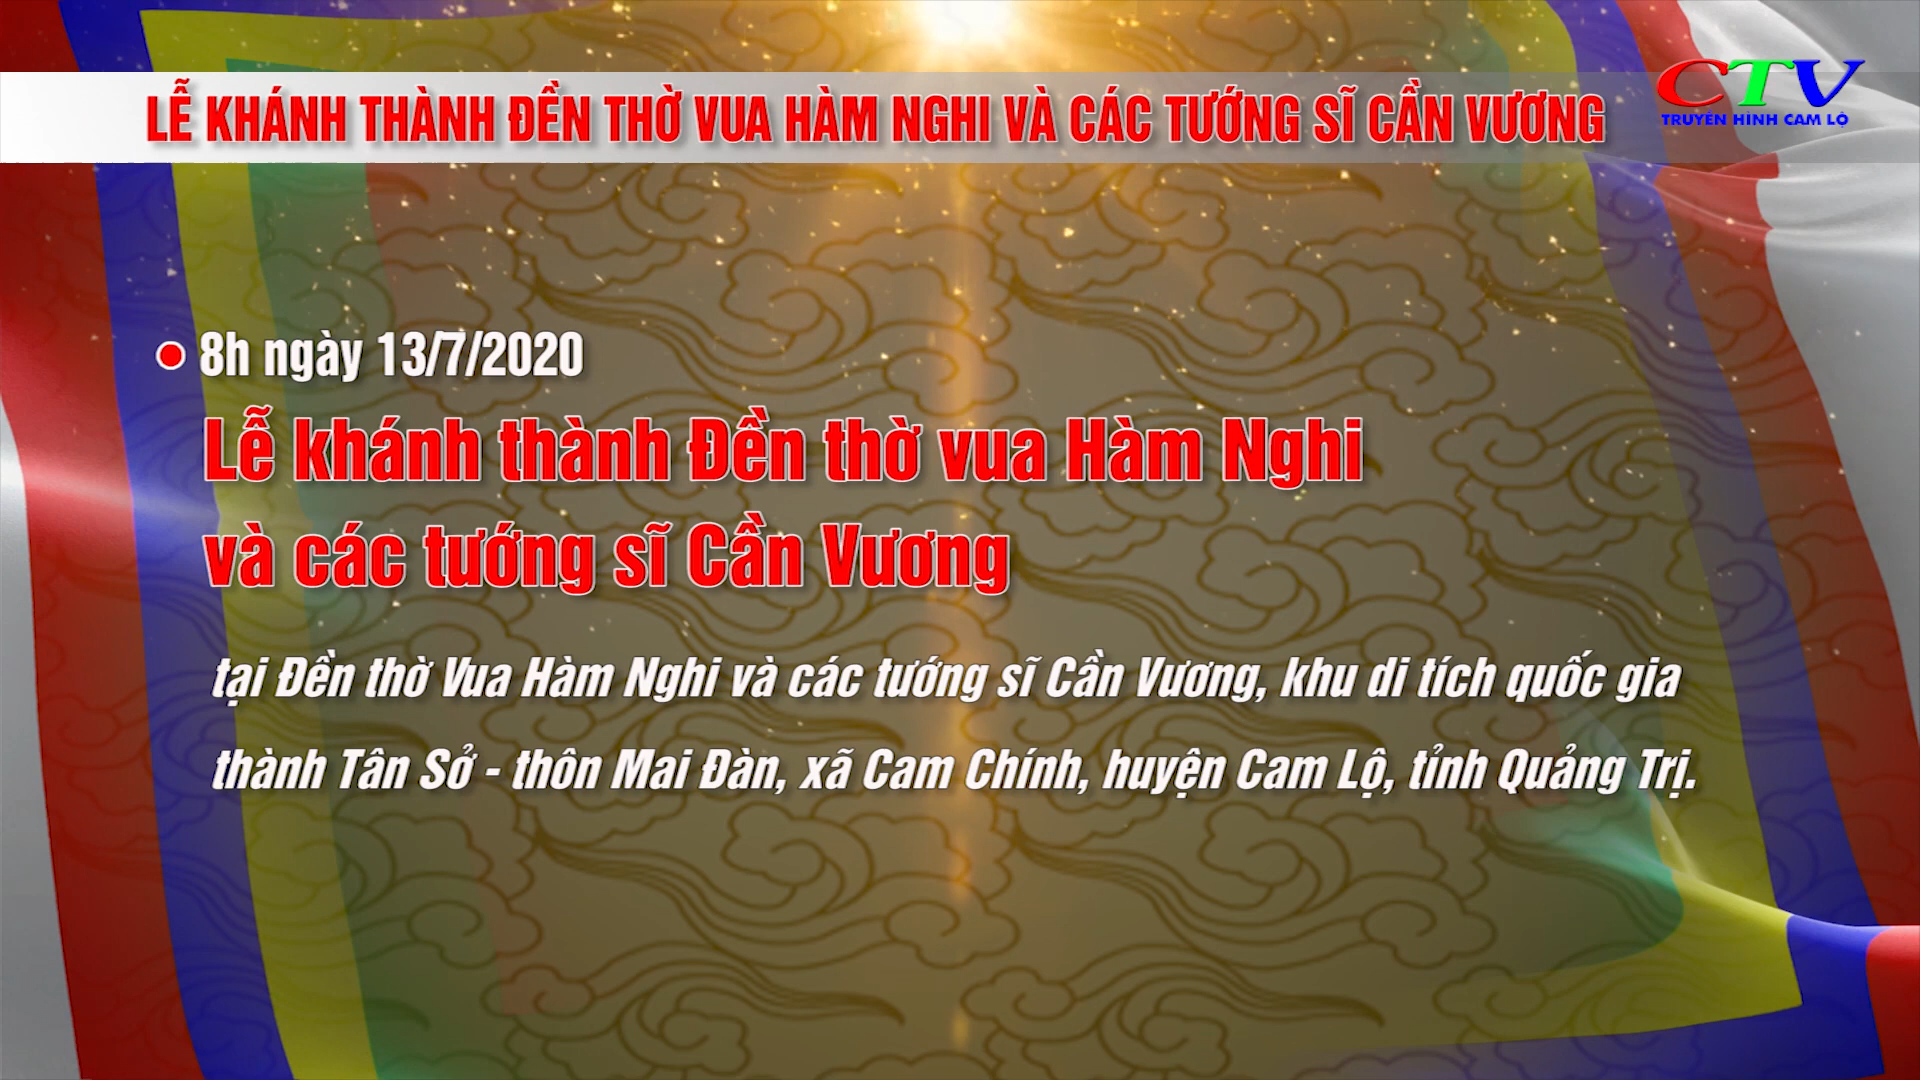 LỄ KHÁNH THÀNH ĐỀN THỜ VUA HÀM NGHI VÀ CÁC TƯỚNG SĨ CẦN VƯƠNG
CTV
TRUYỀN HÌNH CAM LỘ
8h ngày 13/7/2020
Lễ khánh thành Đền thờ vua Hàm Nghi
và các tướng sĩ Cần Vương
tại Đền thờ Vua Hàm Nghi và các tướng sĩ Cần Vương, khu di tích quốc gia
thành Tân Sở - thôn Mai Đàn, xã Cam Chính, huyện Cam Lộ, tỉnh Quảng Trị.